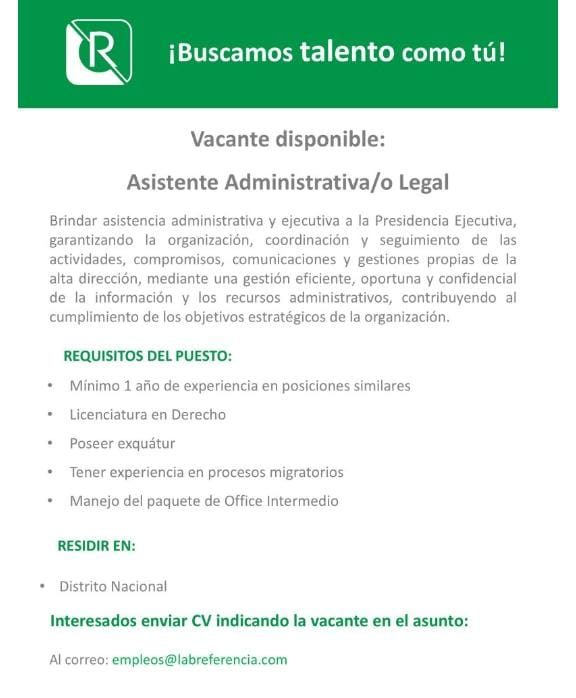 R
¡Buscamos talento como tú!
Vacante disponible:
Asistente Administrativa/o Legal
Brindar asistencia administrativa y ejecutiva a la Presidencia Ejecutiva,
garantizando la organización, coordinación y seguimiento de las
actividades, compromisos, comunicaciones y gestiones propias de la
alta dirección, mediante una gestión eficiente, oportuna y confidencial
de la información y los recursos administrativos, contribuyendo al
cumplimiento de los objetivos estratégicos de la organización.
REQUISITOS DEL PUESTO:
• Mínimo 1 año de experiencia en posiciones similares
• Licenciatura en Derecho
• Poseer exquátur
• Tener experiencia en procesos migratorios
• Manejo del paquete de Office Intermedio
RESIDIR EN:
• Distrito Nacional
Interesados enviar CV indicando la vacante en el asunto:
Al correo: empleos@labreferencia.com